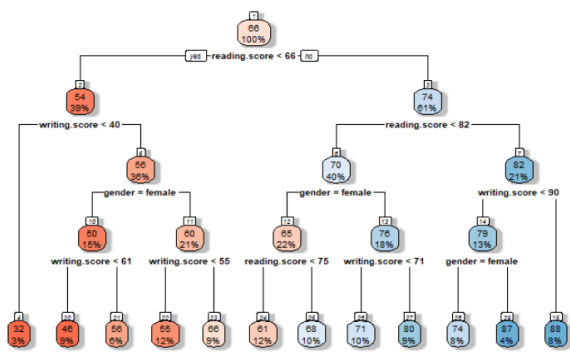 1
66
100%
yes reading.score < 66 no
2 3
54 74
39% 61%
writing.score < 40 reading.score < 82
5 6 7
56 70 82
36% 40% 21%
gender = female gender = female writing.score < 90
10 11 12 13 14
50 60 65 76 79
15% 21% 22% 18% 13%
writing.score < 61 writing.score < 55 reading.score < 75 writing.score < 71 gender = female
4 20 21 22 23 24 25 26 27 28 29 15
32 46 56 55 66 61 68 71 80 74 87 88
3% 9% 6% 12% 9% 12% 10% 10% 9% 8% 4% 8%